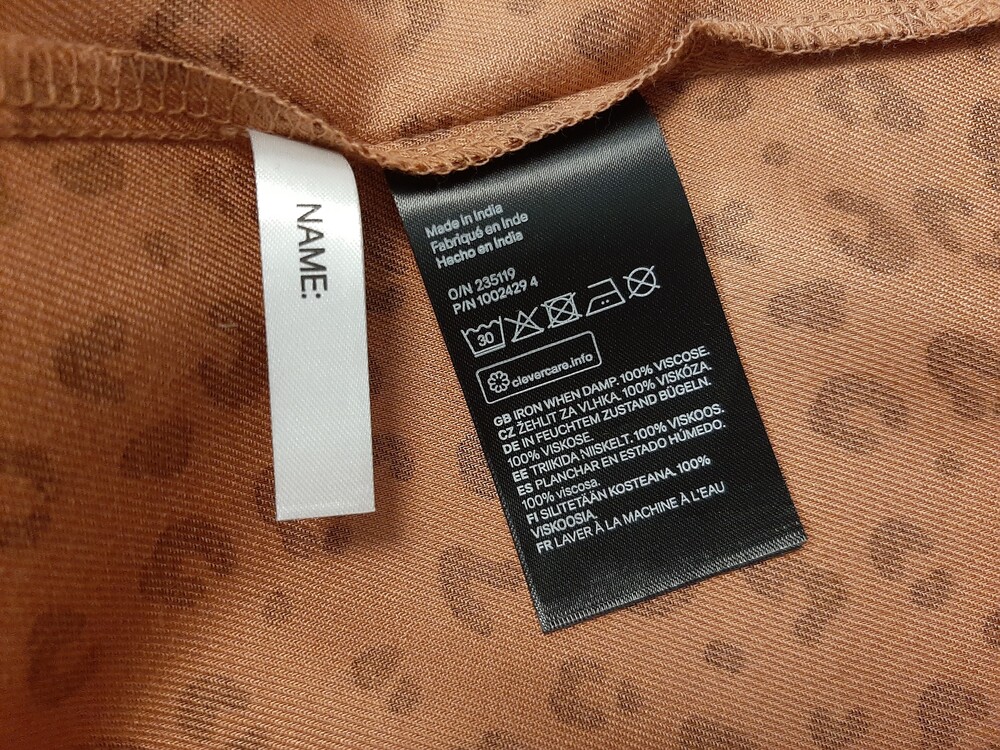 NAME:
Made in India
Fabriqué en Inde
Hecho en India
O/N 235119
P/N 1002429 4
30
clevercare.info
GB IRON WHEN DAMP. 100% VISCOSE.
CZ ŽEHLIT ZA VLHKA. 100% VISKÓZA.
DE IN FEUCHTEM ZUSTAND BÜGELN.
100% VISKOSE.
EE TRIIKIDA NIISKELT. 100% VISKOOS.
ES PLANCHAR EN ESTADO HÚMEDO.
100% viscosa.
FI SILITETÄÄN KOSTEANA. 100%
VISKOOSIA.
FR LAVER À LA MACHINE À L'EAU